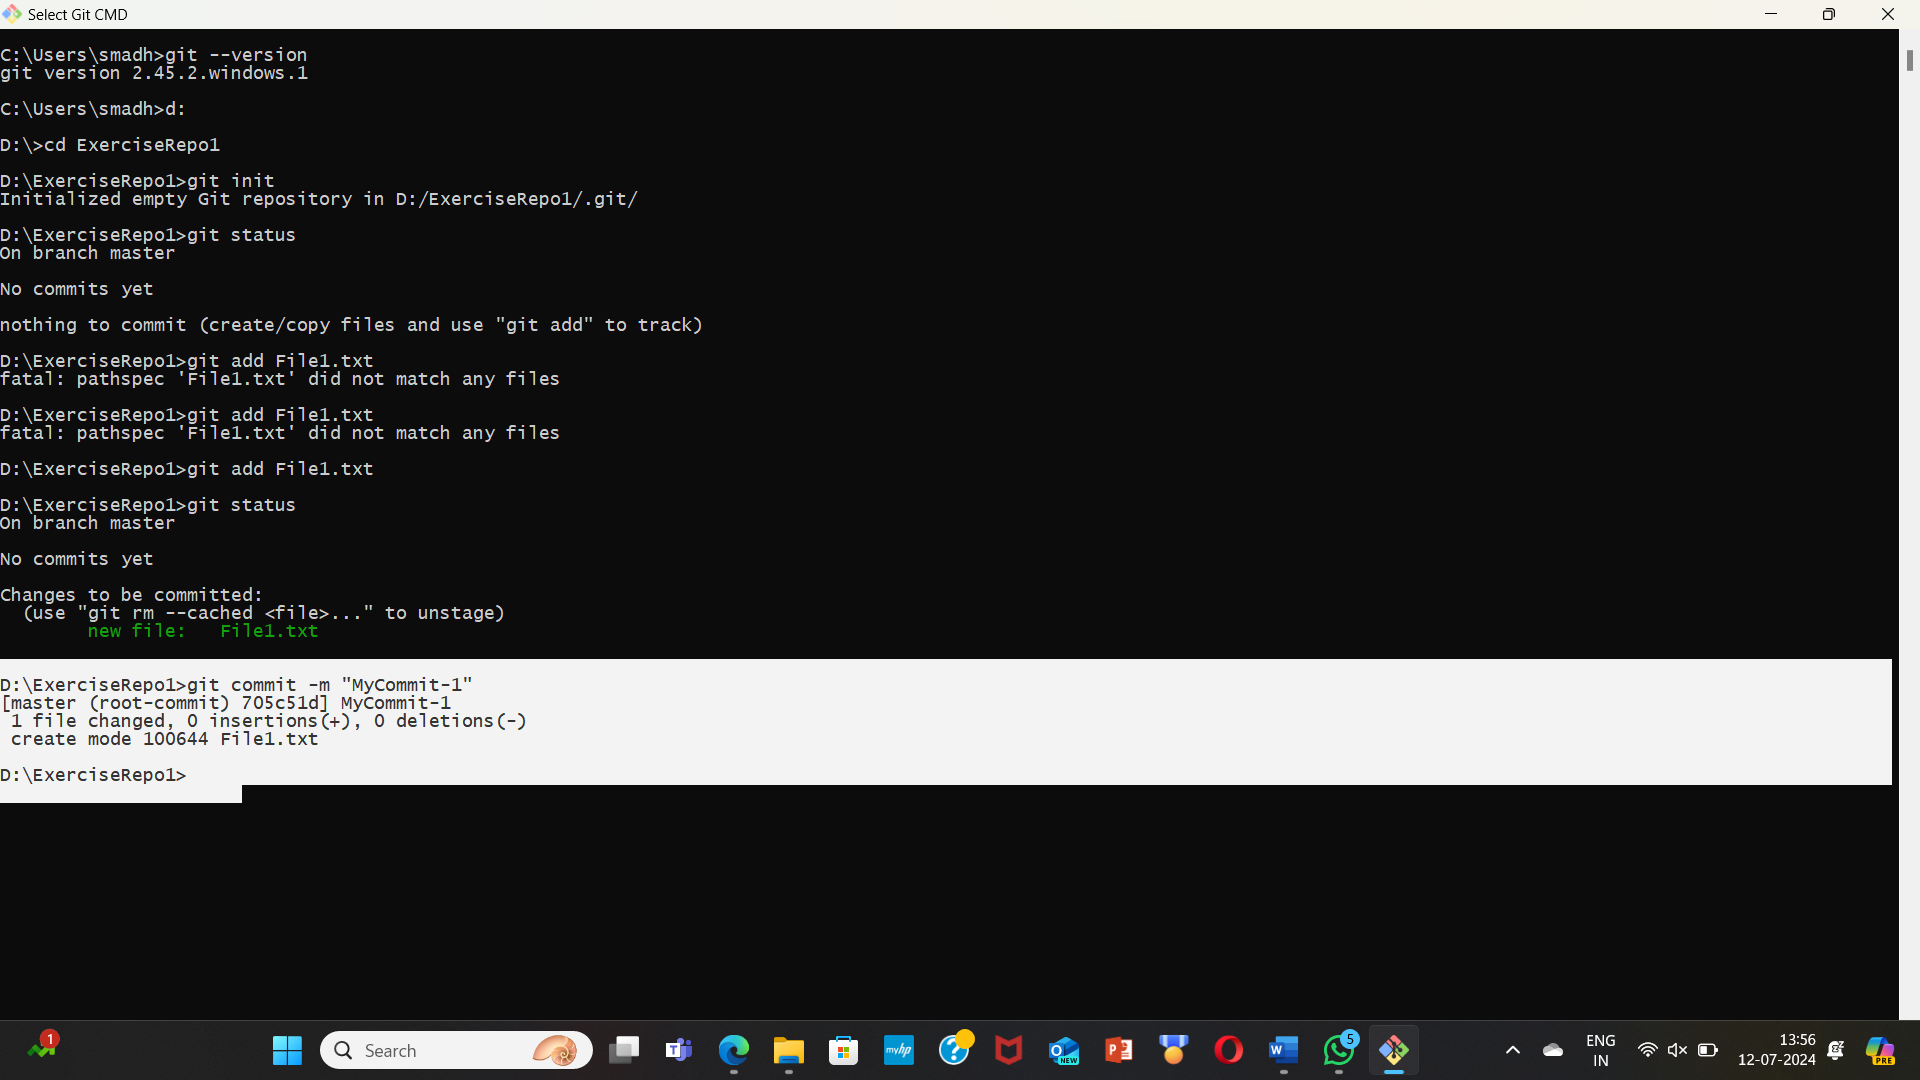 Select Git CMD
C:\Users\smadh>git --version
git version 2.45.2.windows.1
C:\Users\smadh>d:
D:\>cd ExerciseRepo1
D:\ExerciseRepo1>git init
Initialized empty Git repository in D:/ExerciseRepo1/.git/
D:\ExerciseRepo1>git status
On branch master
No commits yet
nothing to commit (create/copy files and use "git add" to track)
D:\ExerciseRepo1>git add File1.txt
fatal: pathspec 'File1.txt' did not match any files
D:\ExerciseRepo1>git add File1.txt
fatal: pathspec 'File1.txt' did not match any files
D:\ExerciseRepo1>git add File1.txt
D:\ExerciseRepo1>git status
On branch master
No commits yet
Changes to be committed:
  (use "git rm --cached <file>..." to unstage)
        new file:   File1.txt
D:\ExerciseRepo1>git commit -m "MyCommit-1"
[master (root-commit) 705c51d] MyCommit-1
 1 file changed, 0 insertions(+), 0 deletions(-)
 create mode 100644 File1.txt
D:\ExerciseRepo1>
1
Search
myhp
NEW
5
ENG
IN
13:56
12-07-2024
PRE